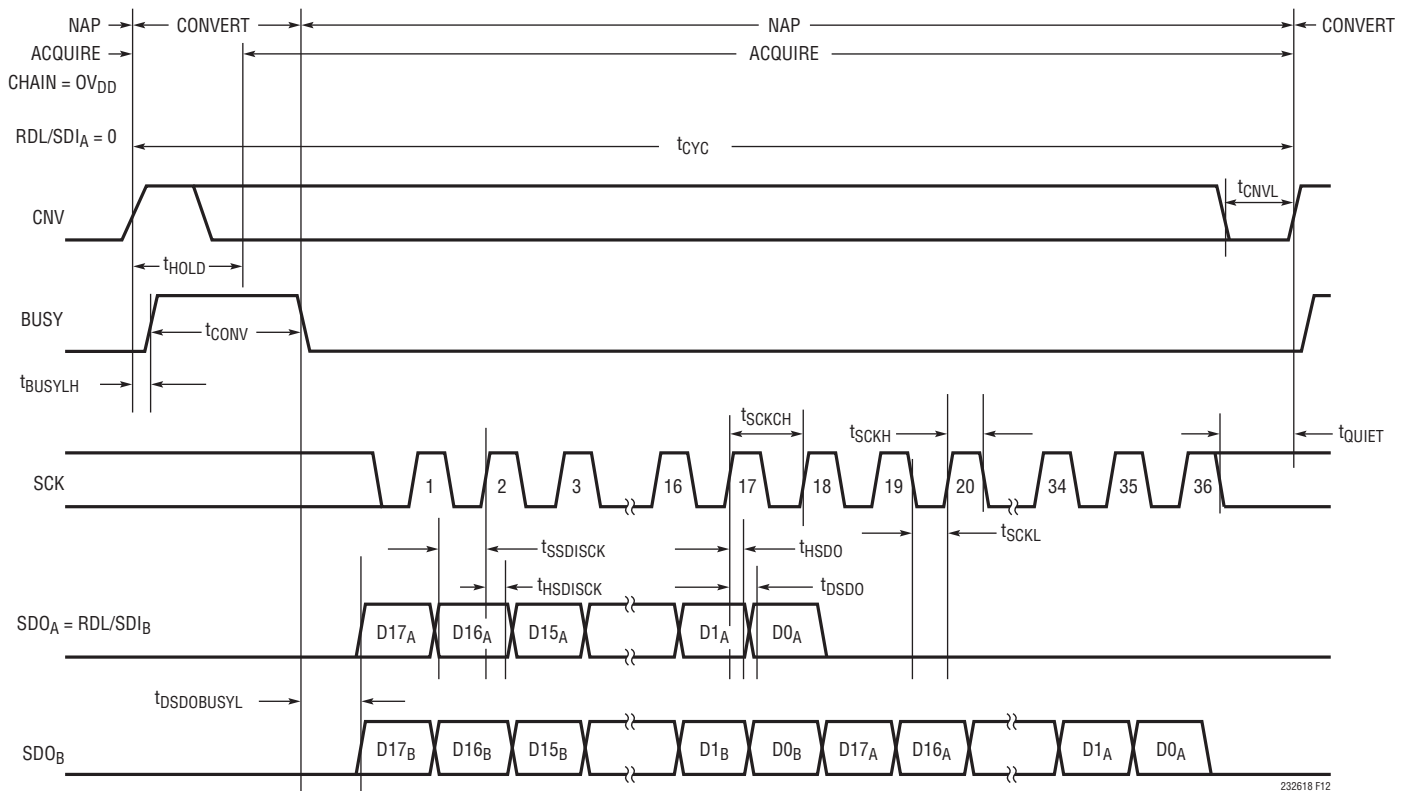 NAP CONVERT NAP CONVERT
ACQUIRE ACQUIRE
CHAIN = OVDD
RDL/SDIA = 0
tCYC
tCNVL
CNV
tHOLD
BUSY
tCONV
tBUSYLH
tSCKCH
tSCKH
tQUIET
SCK
1 2 3 16 17 18 19 20 34 35 36
tSSDISCK
tHSDO
tSCKL
tHSDISCK
tDSDO
SDOA = RDL/SDIB
D17A D16A D15A D1A D0A
tDSDOBUSYL
SDOB
D17B D16B D15B D1B D0B D17A D16A D1A D0A
232618 F12